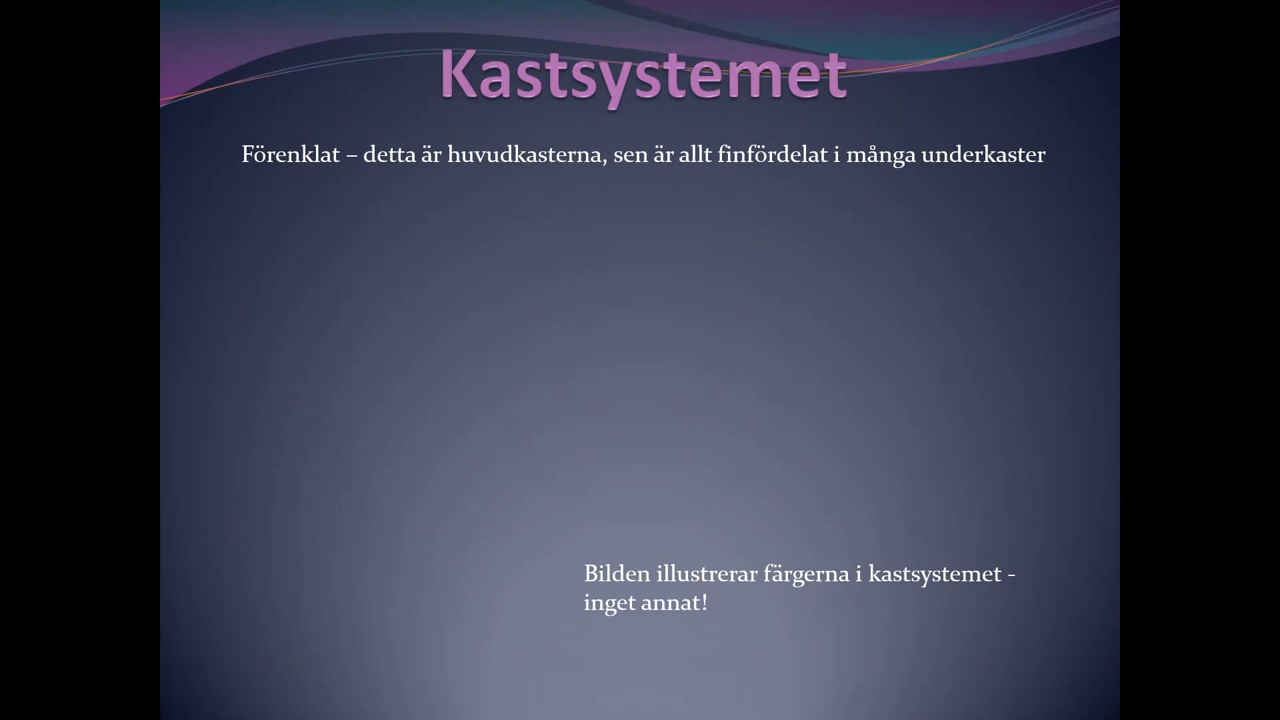 Kastsystemet
Förenklat – detta är huvudkasterna, sen är allt finfördelat i många underkaster
Bilden illustrerar färgerna i kastsystemet -
inget annat!